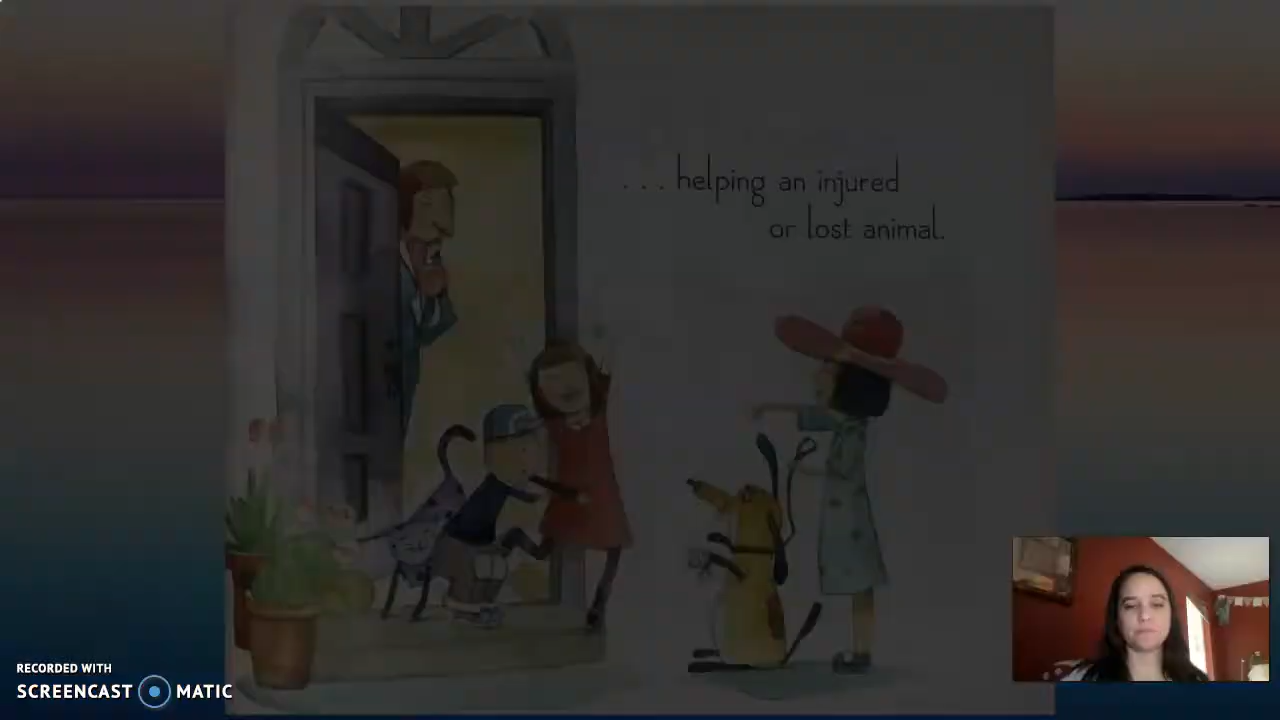 . . . helping an injured
or lost animal.
RECORDED WITH
SCREENCAST MATIC